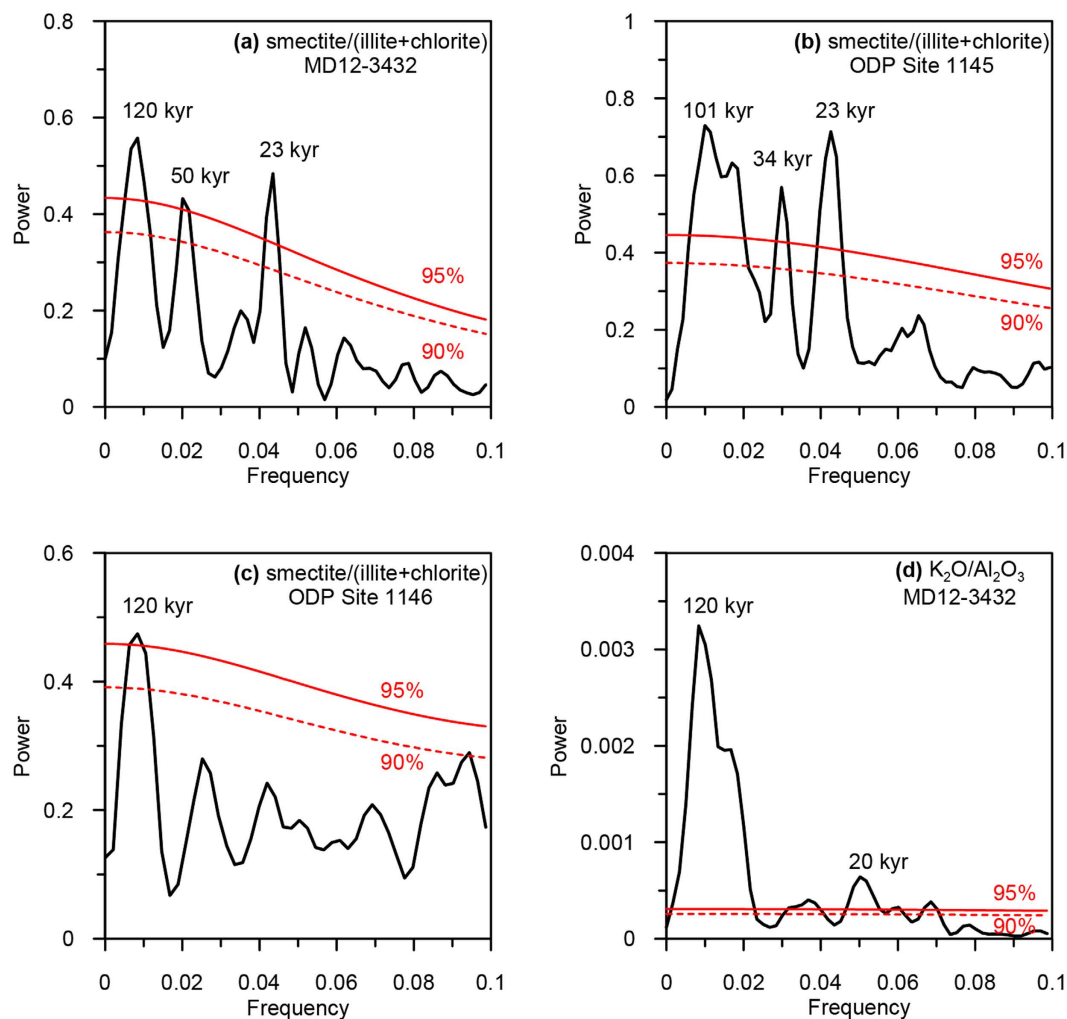 (a) smectite/(illite+chlorite)
MD12-3432
120 kyr
50 kyr
23 kyr
95%
90%
0.8
0.6
0.4
0.2
0
Power
0
0.02
0.04
0.06
0.08
0.1
Frequency
(b) smectite/(illite+chlorite)
ODP Site 1145
101 kyr
34 kyr
23 kyr
95%
90%
1
0.8
0.6
0.4
0.2
0
Power
0
0.02
0.04
0.06
0.08
0.1
Frequency
(c) smectite/(illite+chlorite)
ODP Site 1146
120 kyr
95%
90%
0.6
0.4
0.2
0
Power
0
0.02
0.04
0.06
0.08
0.1
Frequency
(d) K₂O/Al₂O₃
MD12-3432
120 kyr
20 kyr
95%
90%
0.004
0.003
0.002
0.001
0
Power
0
0.02
0.04
0.06
0.08
0.1
Frequency